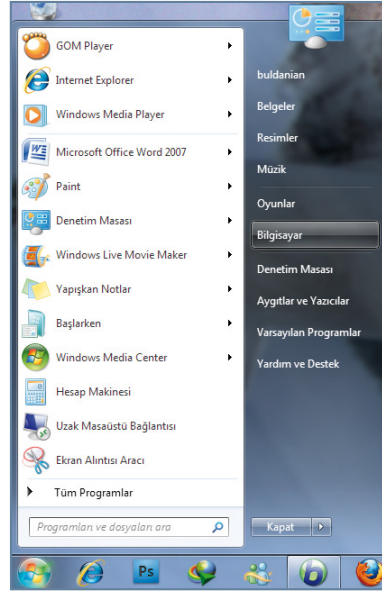 GOM Player
Internet Explorer
Windows Media Player
Microsoft Office Word 2007
Paint
Denetim Masası
Windows Live Movie Maker
Yapışkan Notlar
Başlarken
Windows Media Center
Hesap Makinesi
Uzak Masaüstü Bağlantısı
Ekran Alıntısı Aracı
Tüm Programlar
Programları ve dosyaları ara
buldanian
Belgeler
Resimler
Müzik
Oyunlar
Bilgisayar
Denetim Masası
Aygıtlar ve Yazıcılar
Varsayılan Programlar
Yardım ve Destek
Kapat
Ps